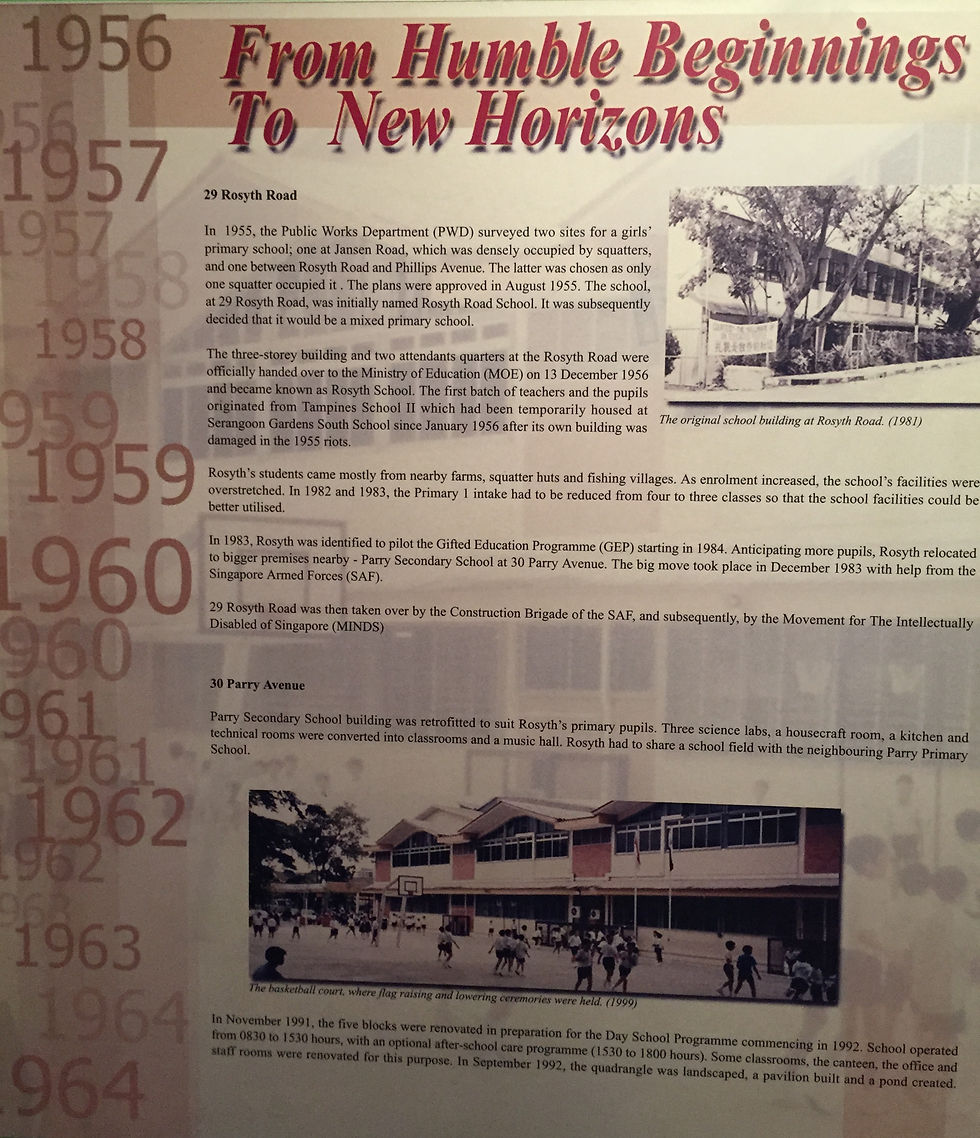 1956
56
1957
1957
1958
1958
1959
1959
1960
1960
1961
1961
1962
1962
1963
1963
1964
1964
From Humble Beginnings
To New Horizons
29 Rosyth Road
In 1955, the Public Works Department (PWD) surveyed two sites for a girls'
primary school; one at Jansen Road, which was densely occupied by squatters,
and one between Rosyth Road and Phillips Avenue. The latter was chosen as only
one squatter occupied it . The plans were approved in August 1955. The school,
at 29 Rosyth Road, was initially named Rosyth Road School. It was subsequently
decided that it would be a mixed primary school.
The three-storey building and two attendants quarters at the Rosyth Road were
officially handed over to the Ministry of Education (MOE) on 13 December 1956
and became known as Rosyth School. The first batch of teachers and the pupils
originated from Tampines School II which had been temporarily housed at
Serangoon Gardens South School since January 1956 after its own building was
damaged in the 1955 riots.
The original school building at Rosyth Road. (1981)
Rosyth's students came mostly from nearby farms, squatter huts and fishing villages. As enrolment increased, the school's facilities were
overstretched. In 1982 and 1983, the Primary 1 intake had to be reduced from four to three classes so that the school facilities could be
better utilised.
In 1983, Rosyth was identified to pilot the Gifted Education Programme (GEP) starting in 1984. Anticipating more pupils, Rosyth relocated
to bigger premises nearby - Parry Secondary School at 30 Parry Avenue. The big move took place in December 1983 with help from the
Singapore Armed Forces (SAF).
29 Rosyth Road was then taken over by the Construction Brigade of the SAF, and subsequently, by the Movement for The Intellectually
Disabled of Singapore (MINDS)
30 Parry Avenue
Parry Secondary School building was retrofitted to suit Rosyth's primary pupils. Three science labs, a housecraft room, a kitchen and
technical rooms were converted into classrooms and a music hall. Rosyth had to share a school field with the neighbouring Parry Primary
School.
The basketball court, where flag raising and lowering ceremonies were held. (1999)
In November 1991, the five blocks were renovated in preparation for the Day School Programme commencing in 1992. School operated
from 0830 to 1530 hours, with an optional after-school care programme (1530 to 1800 hours). Some classrooms, the canteen, the office and
staff rooms were renovated for this purpose. In September 1992, the quadrangle was landscaped, a pavilion built and a pond created.